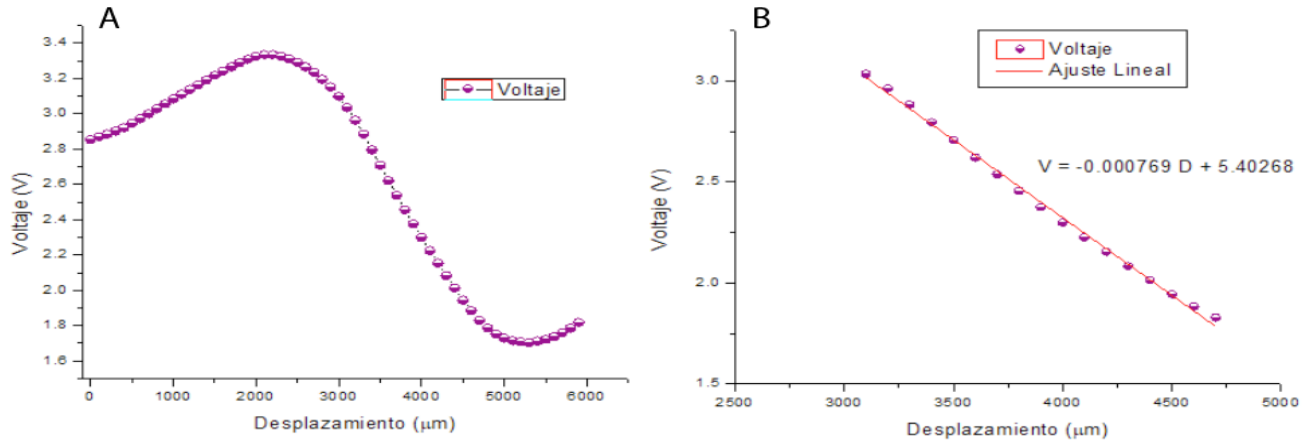 A
3.4
3.2
3.0
2.8
2.6
2.4
2.2
2.0
1.8
1.6
Voltaje (V)
Voltaje
0 1000 2000 3000 4000 5000 6000
Desplazamiento (μm)
B
Voltaje
Ajuste Lineal
V = -0.000769 D + 5.40268
3.0
2.5
2.0
1.5
Voltaje (V)
2500 3000 3500 4000 4500 5000
Desplazamiento (μm)